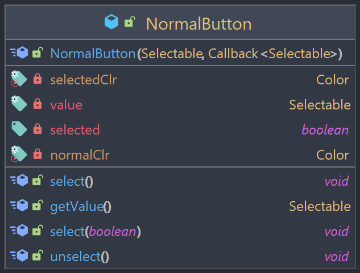 NormalButton
NormalButton(Selectable, Callback<Selectable>)
selectedClr Color
value Selectable
selected boolean
normalClr Color
select() void
getValue() Selectable
select(boolean) void
unselect() void